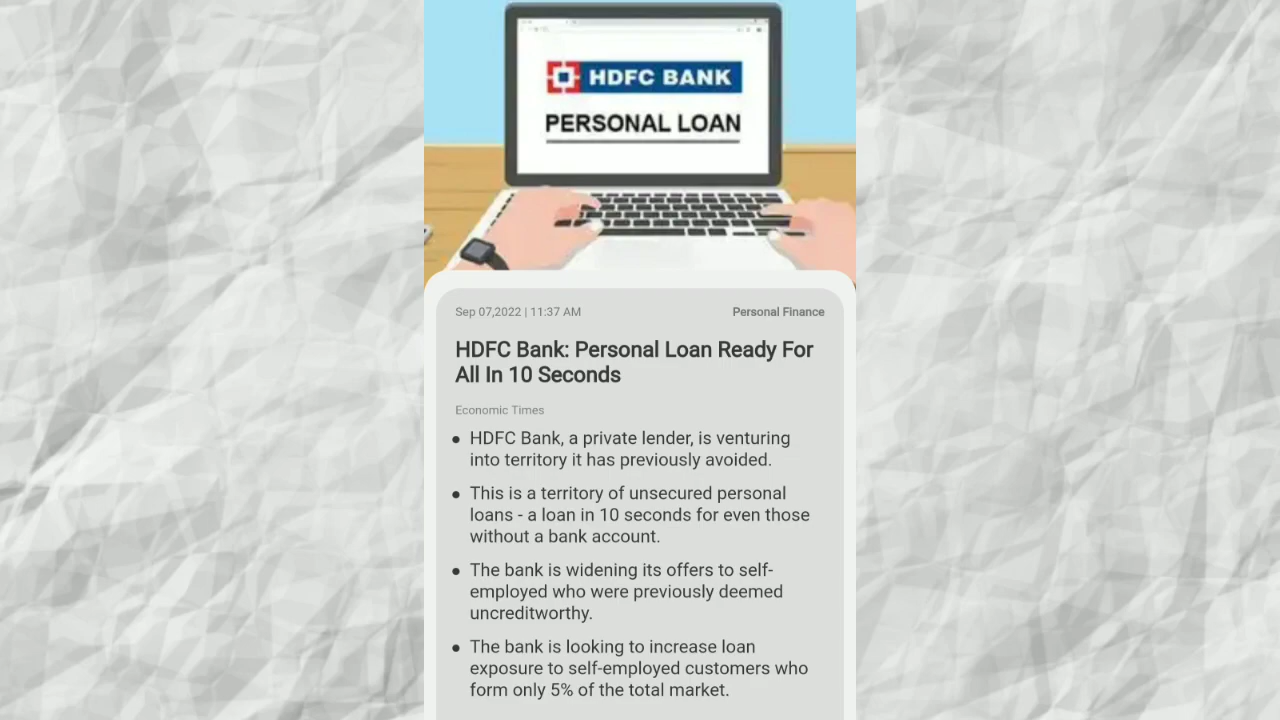 HDFC BANK
PERSONAL LOAN
Sep 07,2022 | 11:37 AM
Personal Finance
HDFC Bank: Personal Loan Ready For
All In 10 Seconds
Economic Times
● HDFC Bank, a private lender, is venturing
into territory it has previously avoided.
● This is a territory of unsecured personal
loans - a loan in 10 seconds for even those
without a bank account.
● The bank is widening its offers to self-
employed who were previously deemed
uncreditworthy.
● The bank is looking to increase loan
exposure to self-employed customers who
form only 5% of the total market.